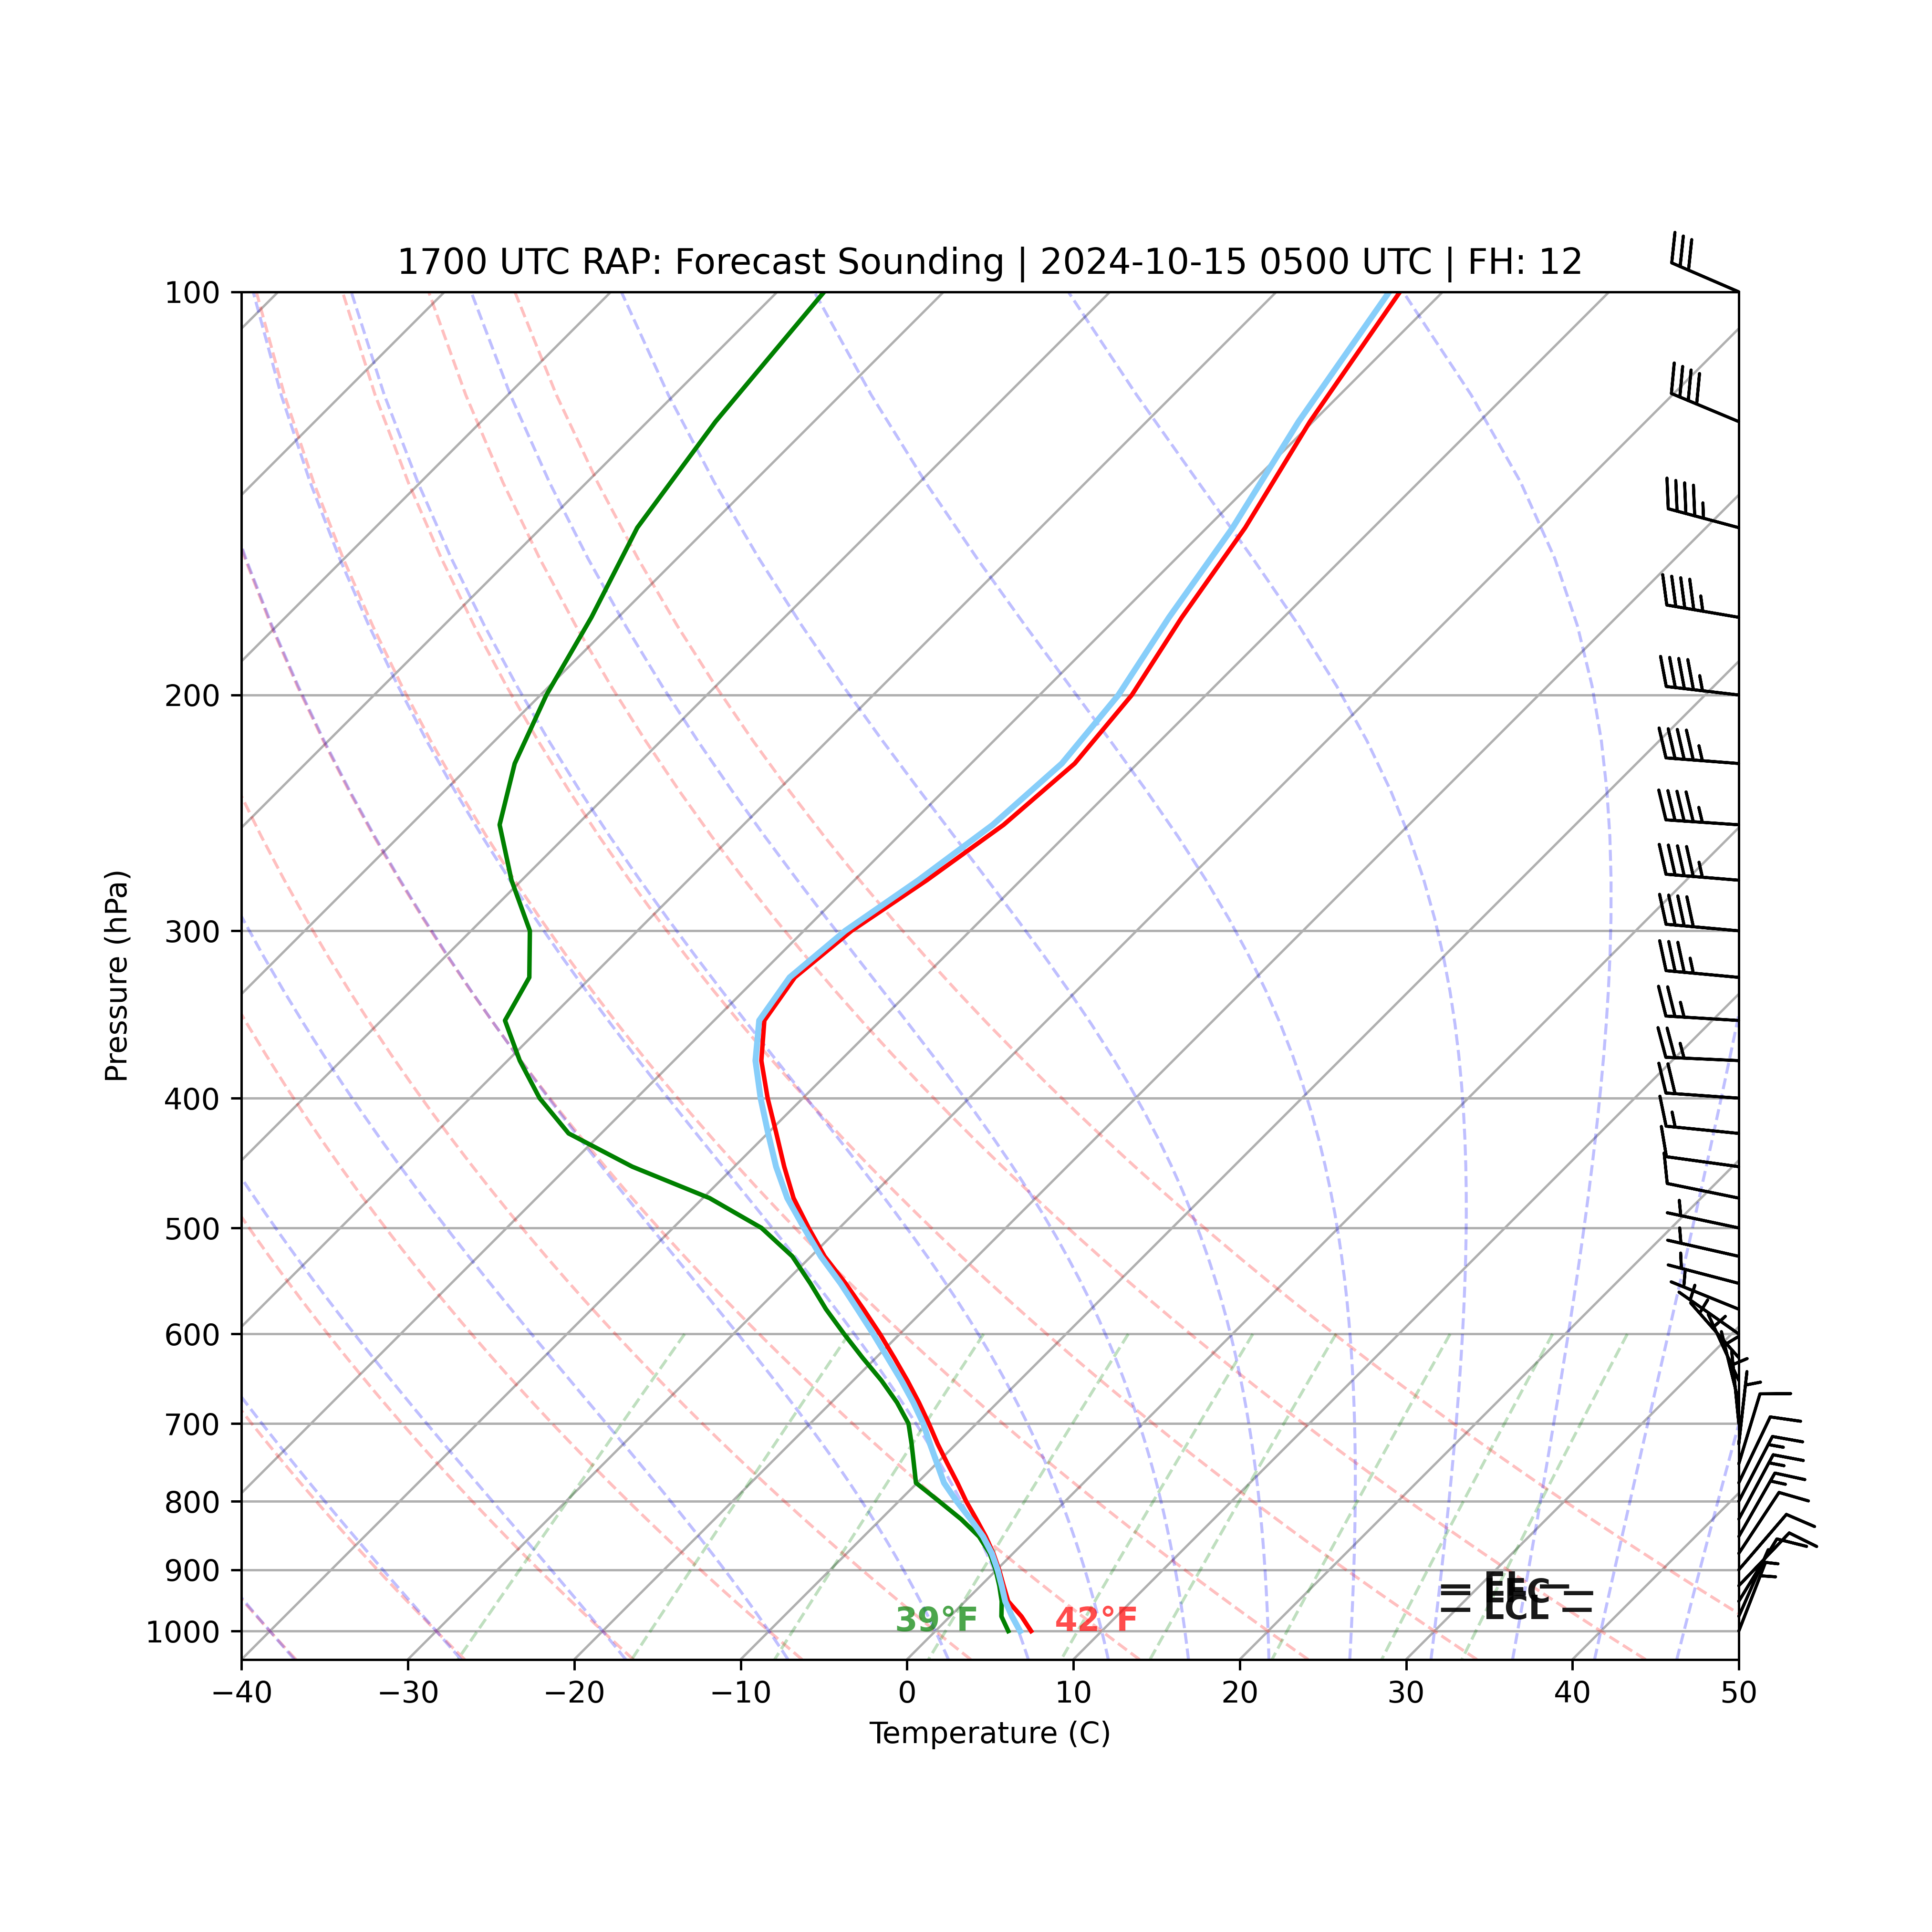 1700 UTC RAP: Forecast Sounding | 2024-10-15 0500 UTC | FH: 12
100
200
300
400
500
600
700
800
900
1000
Pressure (hPa)
— EL —
— LFC —
— LCL —
39°F
42°F
−40 −30 −20 −10 0 10 20 30 40 50
Temperature (C)